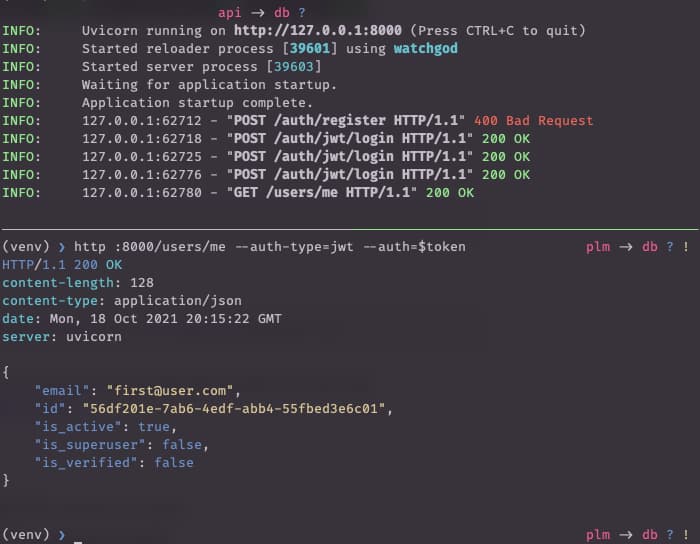 api → db ?
INFO:     Uvicorn running on http://127.0.0.1:8000 (Press CTRL+C to quit)
INFO:     Started reloader process [39601] using watchgod
INFO:     Started server process [39603]
INFO:     Waiting for application startup.
INFO:     Application startup complete.
INFO:     127.0.0.1:62712 - "POST /auth/register HTTP/1.1" 400 Bad Request
INFO:     127.0.0.1:62718 - "POST /auth/jwt/login HTTP/1.1" 200 OK
INFO:     127.0.0.1:62725 - "POST /auth/jwt/login HTTP/1.1" 200 OK
INFO:     127.0.0.1:62776 - "POST /auth/jwt/login HTTP/1.1" 200 OK
INFO:     127.0.0.1:62780 - "GET /users/me HTTP/1.1" 200 OK
(venv) ❯ http :8000/users/me --auth-type=jwt --auth=$token plm → db ? !
HTTP/1.1 200 OK
content-length: 128
content-type: application/json
date: Mon, 18 Oct 2021 20:15:22 GMT
server: uvicorn
{
    "email": "first@user.com",
    "id": "56df201e-7ab6-4edf-abb4-55fbed3e6c01",
    "is_active": true,
    "is_superuser": false,
    "is_verified": false
}
(venv) ❯ plm → db ? !